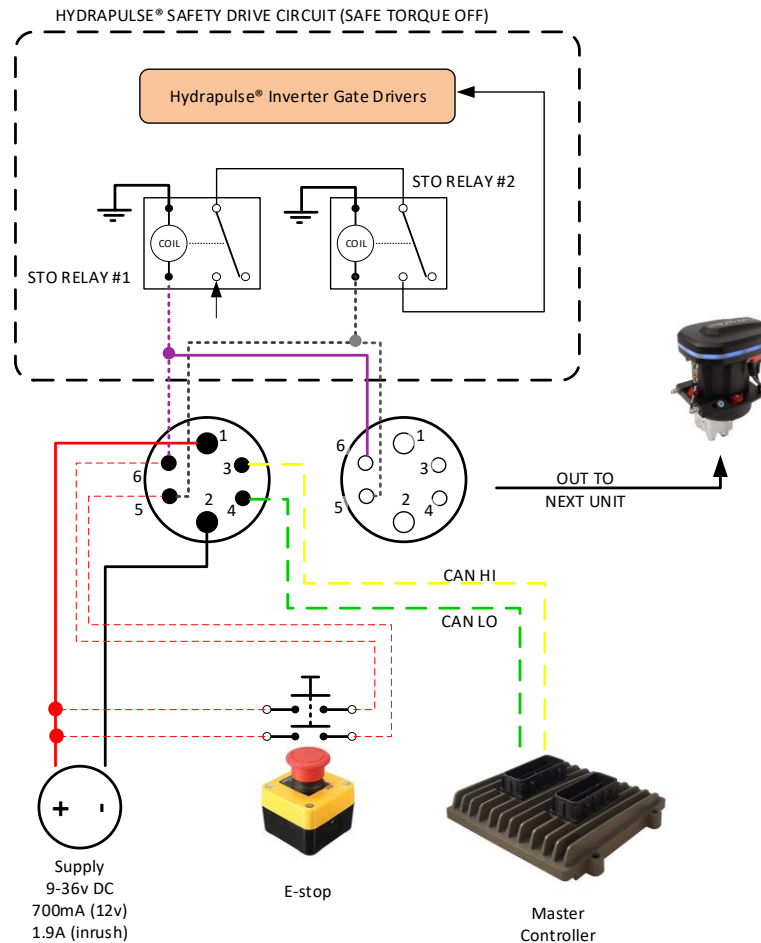 HYDRAPULSE® SAFETY DRIVE CIRCUIT (SAFE TORQUE OFF)
Hydrapulse® Inverter Gate Drivers
STO RELAY #2
COIL
COIL
STO RELAY #1
1
6
3
5
2
4
1
6
3
5
2
4
OUT TO
NEXT UNIT
CAN HI
CAN LO
+ -
Supply
9-36v DC
700mA (12v)
1.9A (inrush)
E-stop
Master
Controller